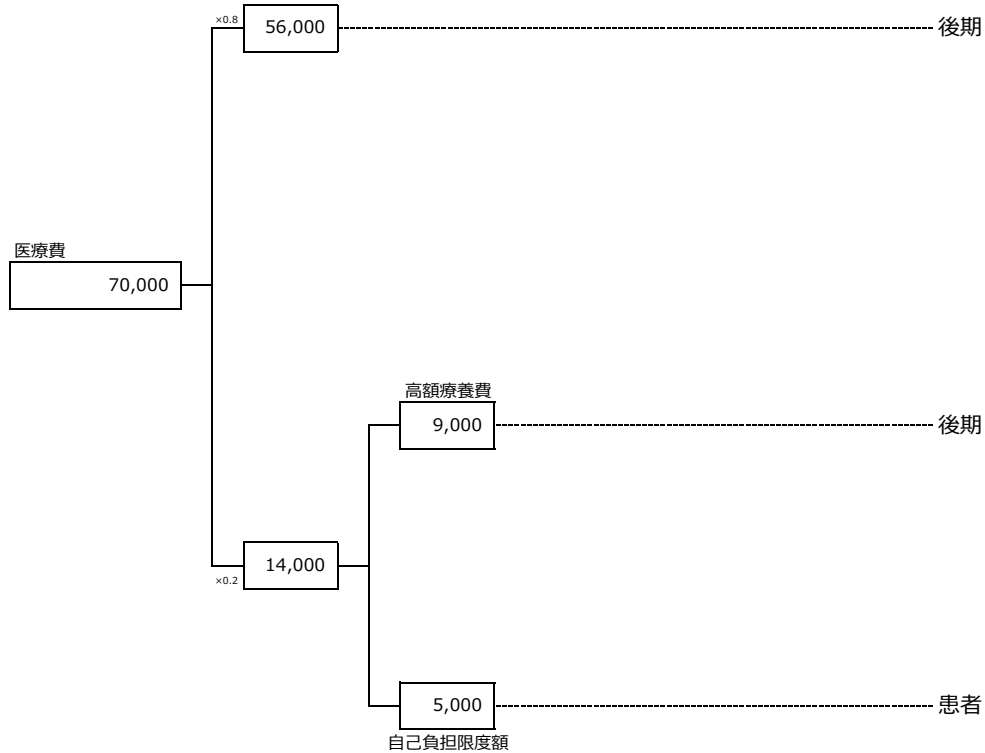 ×0.8
56,000
後期
医療費
70,000
高額療養費
9,000
後期
14,000
×0.2
5,000
患者
自己負担限度額